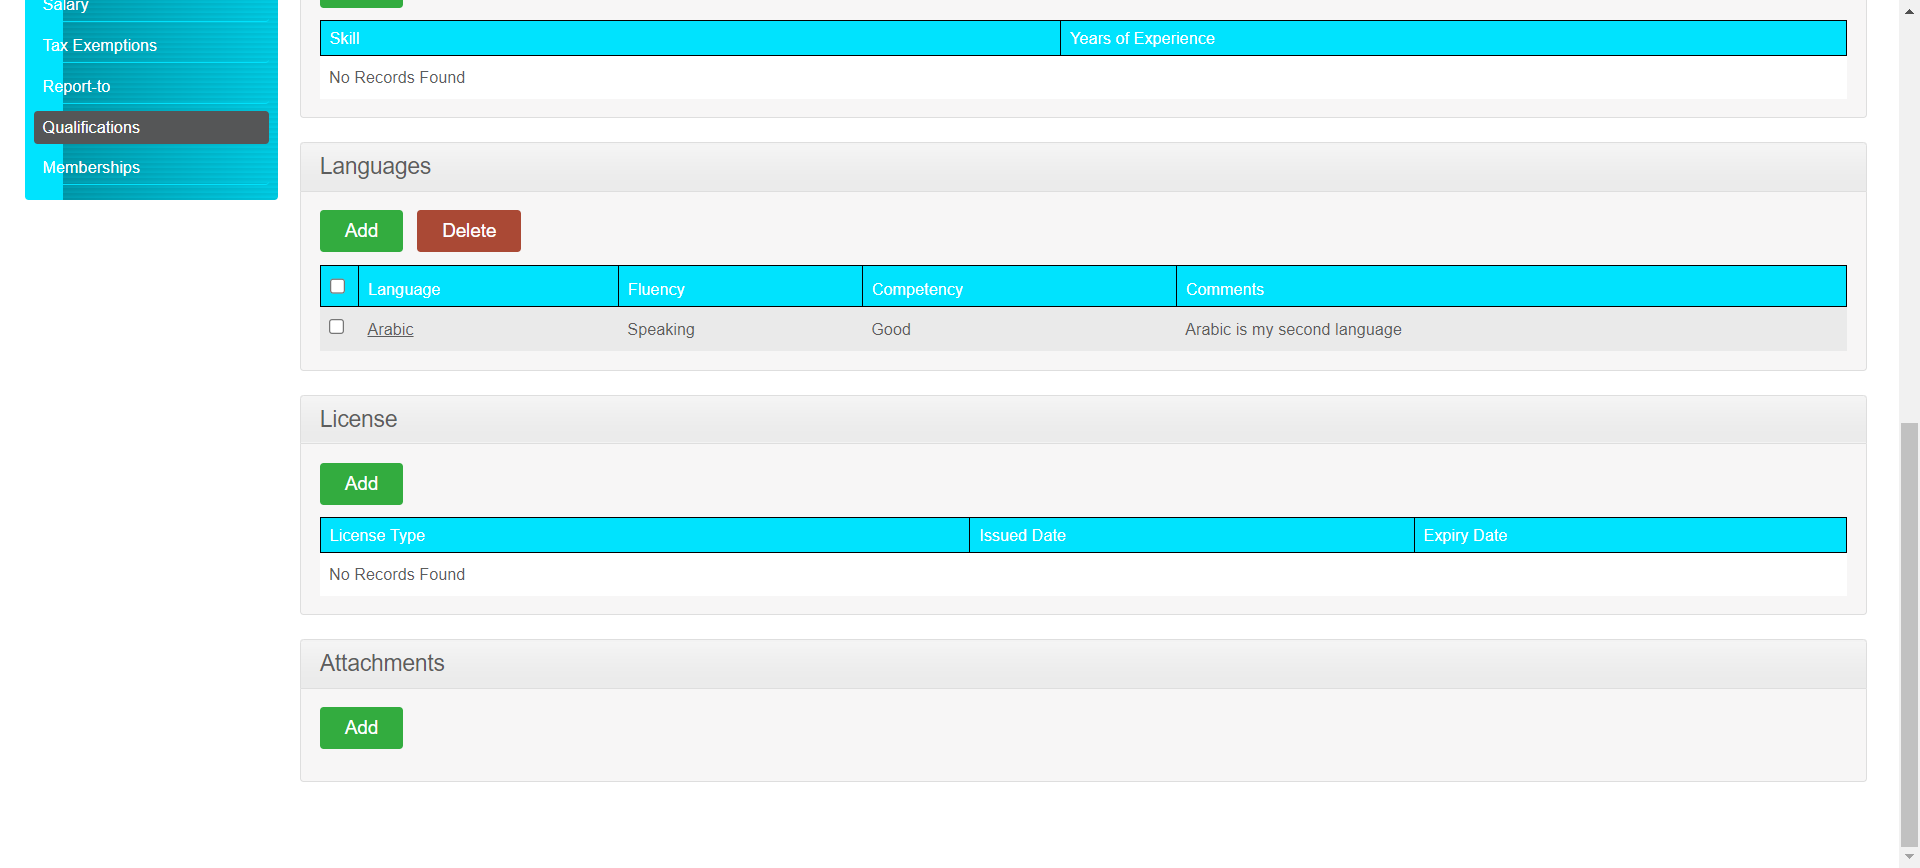 Salary
Tax Exemptions
Report-to
Qualifications
Memberships
Skill Years of Experience
No Records Found
Languages
Add Delete
Language Fluency Competency Comments
Arabic Speaking Good Arabic is my second language
License
Add
License Type Issued Date Expiry Date
No Records Found
Attachments
Add